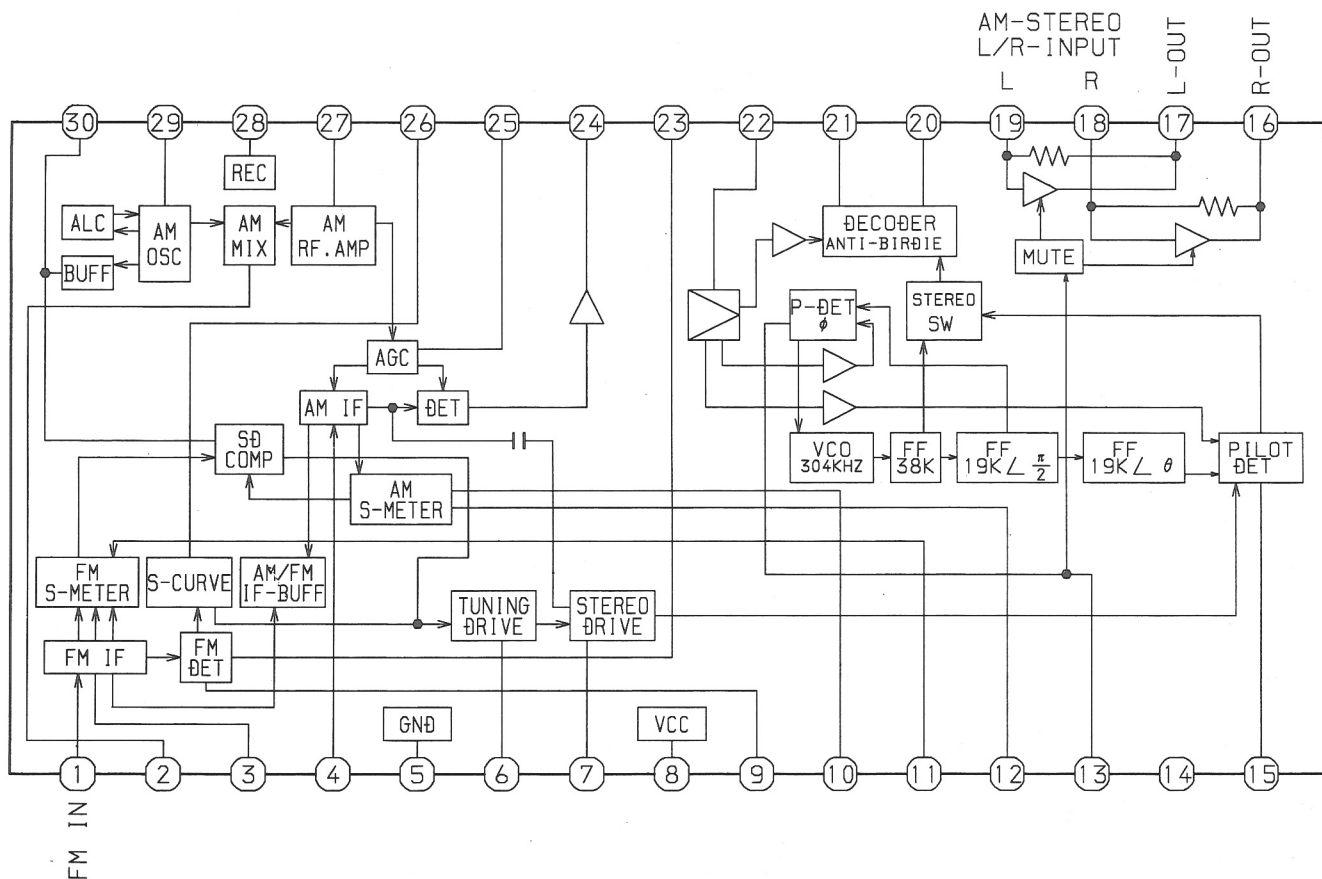 AM-STEREO
L/R-INPUT
L R
L-OUT
R-OUT
30 29 28 27 26 25 24 23 22 21 20 19 18 17 16
REC
ALC
AM
OSC
AM
MIX
AM
RF.AMP
BUFF
DECODER
ANTI-BIRDIE
MUTE
P-DET
φ
STEREO
SW
AGC
AM IF
DET
SD
COMP
VCO
304KHZ
FF
38K
FF
19K∠ π/2
FF
19K∠ θ
PILOT
DET
AM
S-METER
FM
S-METER
S-CURVE
AM/FM
IF-BUFF
TUNING
DRIVE
STEREO
DRIVE
FM IF
FM
DET
GND
VCC
1 2 3 4 5 6 7 8 9 10 11 12 13 14 15
FM IN